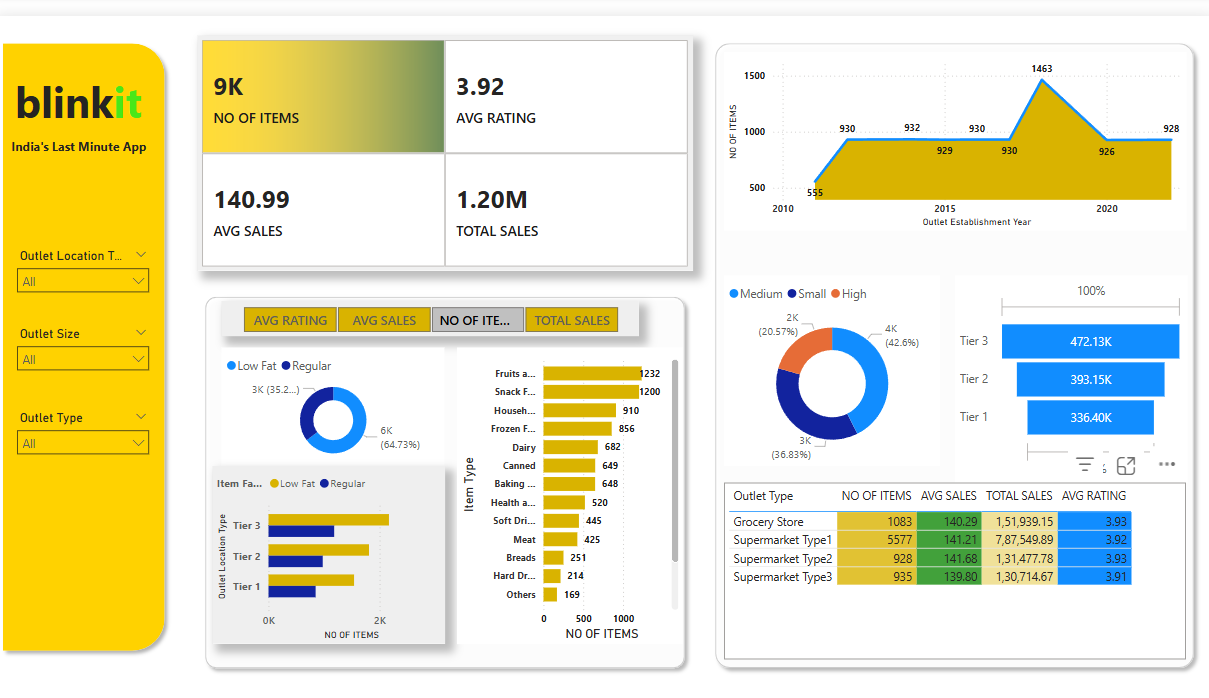 blinkit
India's Last Minute App
Outlet Location T...
All
Outlet Size
All
Outlet Type
All
9K
NO OF ITEMS
3.92
AVG RATING
140.99
AVG SALES
1.20M
TOTAL SALES
AVG RATING AVG SALES NO OF ITE... TOTAL SALES
Low Fat Regular
3K (35.2...)
6K
(64.73%)
Item Fa... Low Fat Regular
Outlet Location Type
Tier 3
Tier 2
Tier 1
0K 2K
NO OF ITEMS
Item Type
Fruits a... 1232
Snack F... 1200
Househ... 910
Frozen F... 856
Dairy 682
Canned 649
Baking ... 648
Health a... 520
Soft Dri... 445
Meat 425
Breads 251
Hard Dr... 214
Others 169
0 500 1000
NO OF ITEMS
NO OF ITEMS
1500
1000
500
1463
930 932 930 928
929 930 926
555
2010 2015 2020
Outlet Establishment Year
Medium Small High
2K
(20.57%)
4K
(42.6%)
3K
(36.83%)
100%
Tier 3 472.13K
Tier 2 393.15K
Tier 1 336.40K
Outlet Type NO OF ITEMS AVG SALES TOTAL SALES AVG RATING
Grocery Store 1083 140.29 1,51,939.15 3.93
Supermarket Type1 5577 141.21 7,87,549.89 3.92
Supermarket Type2 928 141.68 1,31,477.78 3.93
Supermarket Type3 935 139.80 1,30,714.67 3.91